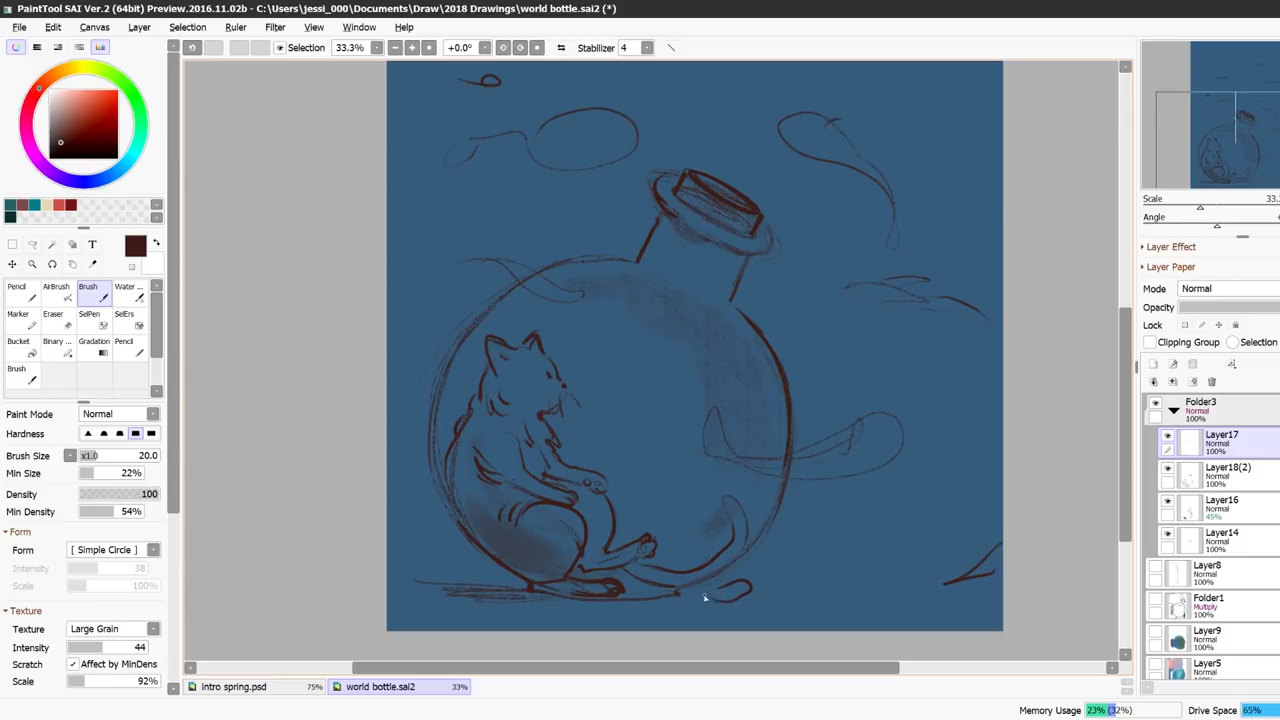 PaintTool SAI Ver.2 (64bit) Preview.2016.11.02b - C:\Users\jessi_000\Documents\Draw\2018 Drawings\world bottle.sai2 (*)
File Edit Canvas Layer Selection Ruler Filter View Window Help
Selection 33.3% +0.0° Stabilizer 4
T
Pencil AirBrush Brush Water ...
Marker Eraser SelPen SelErs
Bucket Binary ... Gradation Pencil
Brush
Paint Mode Normal
Hardness
Brush Size x1.0 20.0
Min Size 22%
Density 100
Min Density 54%
Form
Form [ Simple Circle ]
Intensity 38
Scale 100%
Texture
Texture Large Grain
Intensity 44
Scratch Affect by MinDens
Scale 92%
Scale 33.3
Angle +
Layer Effect
Layer Paper
Mode Normal
Opacity
Lock
Clipping Group Selection
Folder3
Normal
100%
Layer17
Normal
100%
Layer18(2)
Normal
100%
Layer16
Normal
45%
Layer14
Normal
100%
Layer8
100%
Folder1
Multiply
100%
Layer9
Normal
100%
Layer5
Normal
100%
intro spring.psd 75% world bottle.sai2 33%
Memory Usage 23% (32%) Drive Space 65%